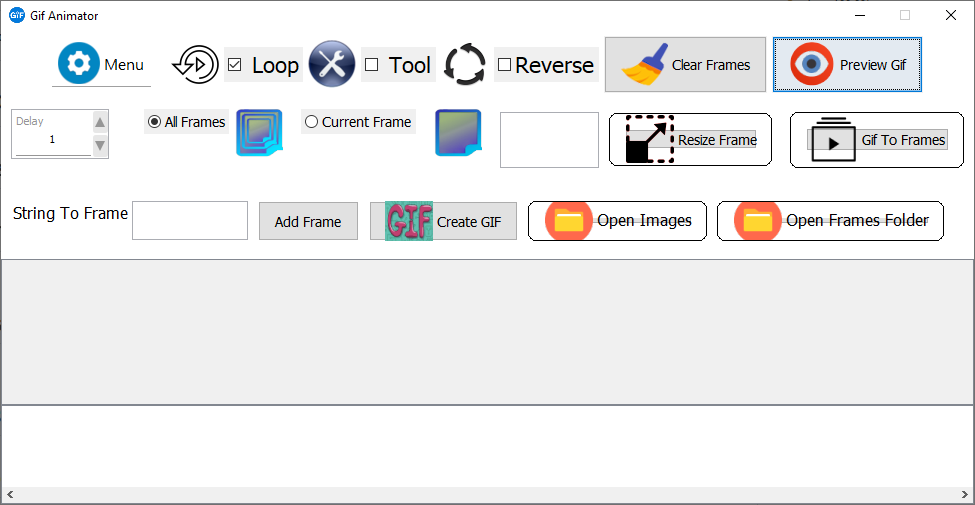 GIF Gif Animator
Menu Loop Tool Reverse Clear Frames Preview Gif
Delay
1 All Frames Current Frame Resize Frame Gif To Frames
String To Frame Add Frame GIF Create GIF Open Images Open Frames Folder